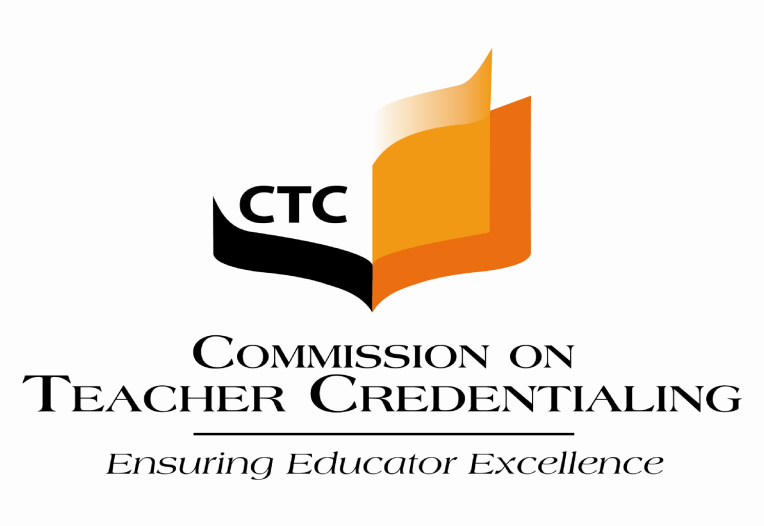 CTC
Commission on
Teacher Credentialing
Ensuring Educator Excellence